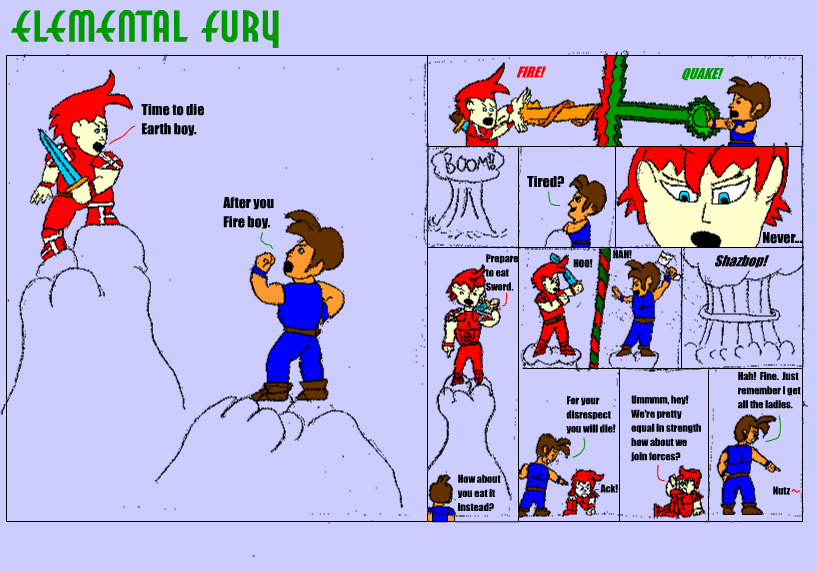 ELEMENTAL FURY
Time to die
Earth boy.
After you
Fire boy.
FIRE!
QUAKE!
BOOM!!
Tired?
Never...
Prepare
to eat
Sword.
How about
you eat it
instead?
HOO!
HAH!
Shazbop!
For your
disrespect
you will die!
Ack!
Ummmm, hey!
We're pretty
equal in strength
how about we
join forces?
Hah! Fine. Just
remember I get
all the ladies.
Nutz